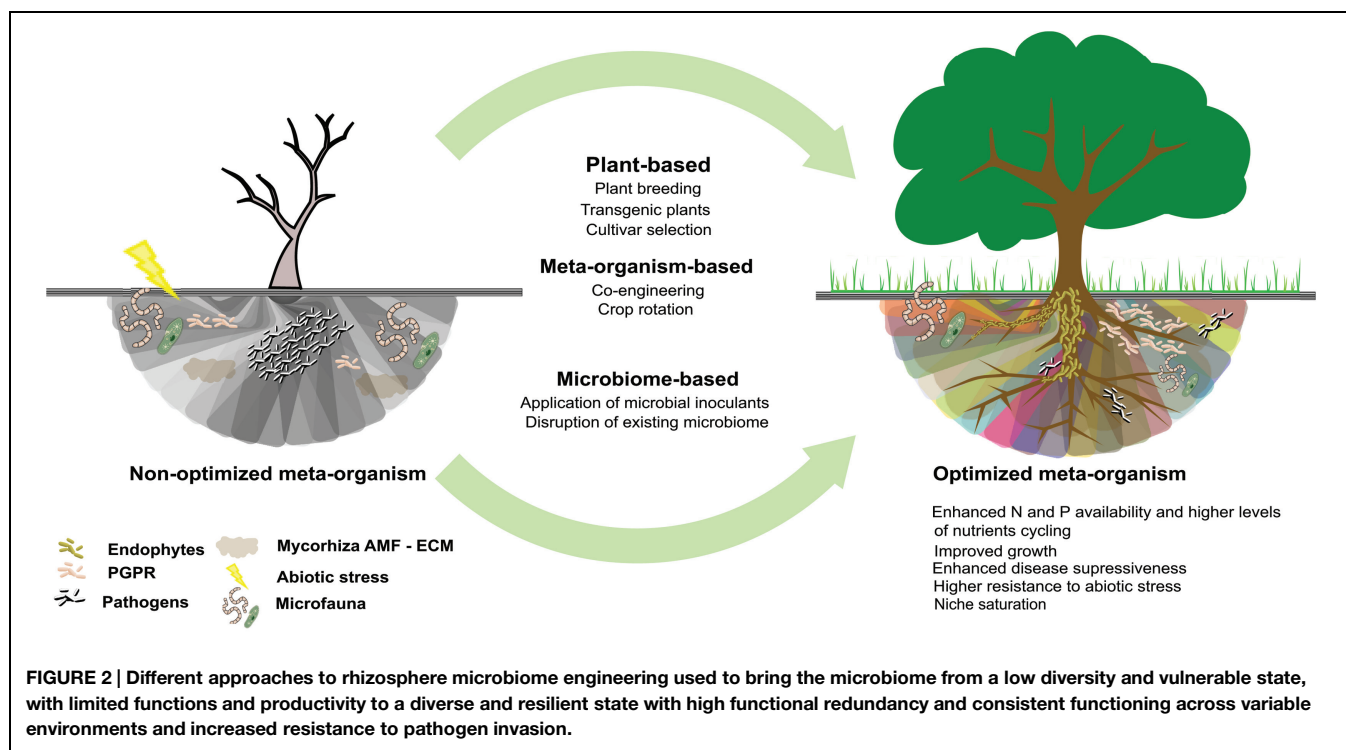 Plant-based
Plant breeding
Transgenic plants
Cultivar selection
Meta-organism-based
Co-engineering
Crop rotation
Microbiome-based
Application of microbial inoculants
Disruption of existing microbiome
Non-optimized meta-organism
Endophytes
PGPR
Pathogens
Mycorhiza AMF - ECM
Abiotic stress
Microfauna
Optimized meta-organism
Enhanced N and P availability and higher levels
of nutrients cycling
Improved growth
Enhanced disease supressiveness
Higher resistance to abiotic stress
Niche saturation
FIGURE 2 | Different approaches to rhizosphere microbiome engineering used to bring the microbiome from a low diversity and vulnerable state,
with limited functions and productivity to a diverse and resilient state with high functional redundancy and consistent functioning across variable
environments and increased resistance to pathogen invasion.